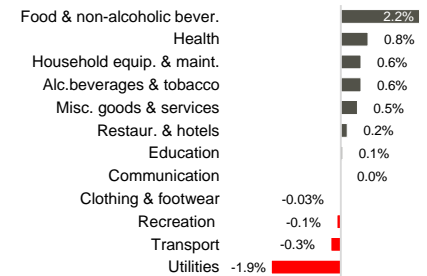 Food & non-alcoholic bever. 2.2%
Health 0.8%
Household equip. & maint. 0.6%
Alc.beverages & tobacco 0.6%
Misc. goods & services 0.5%
Restaur. & hotels 0.2%
Education 0.1%
Communication 0.0%
Clothing & footwear -0.03%
Recreation -0.1%
Transport -0.3%
Utilities -1.9%